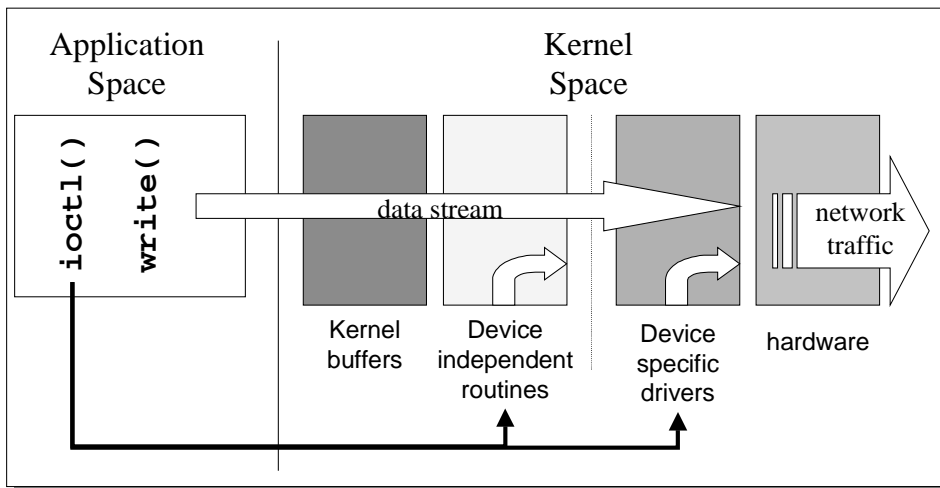 Application
Space
Kernel
Space
ioctl()
write()
data stream
network
traffic
Kernel
buffers
Device
independent
routines
Device
specific
drivers
hardware